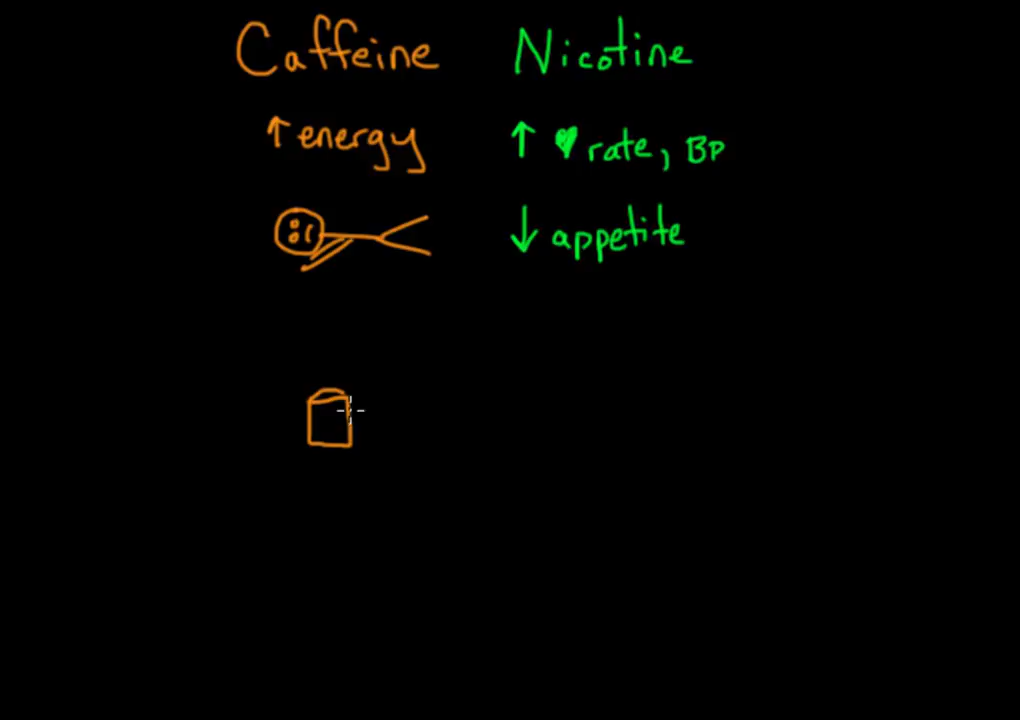 Caffeine Nicotine
↑ energy ↑ ♥ rate, BP
↓ appetite